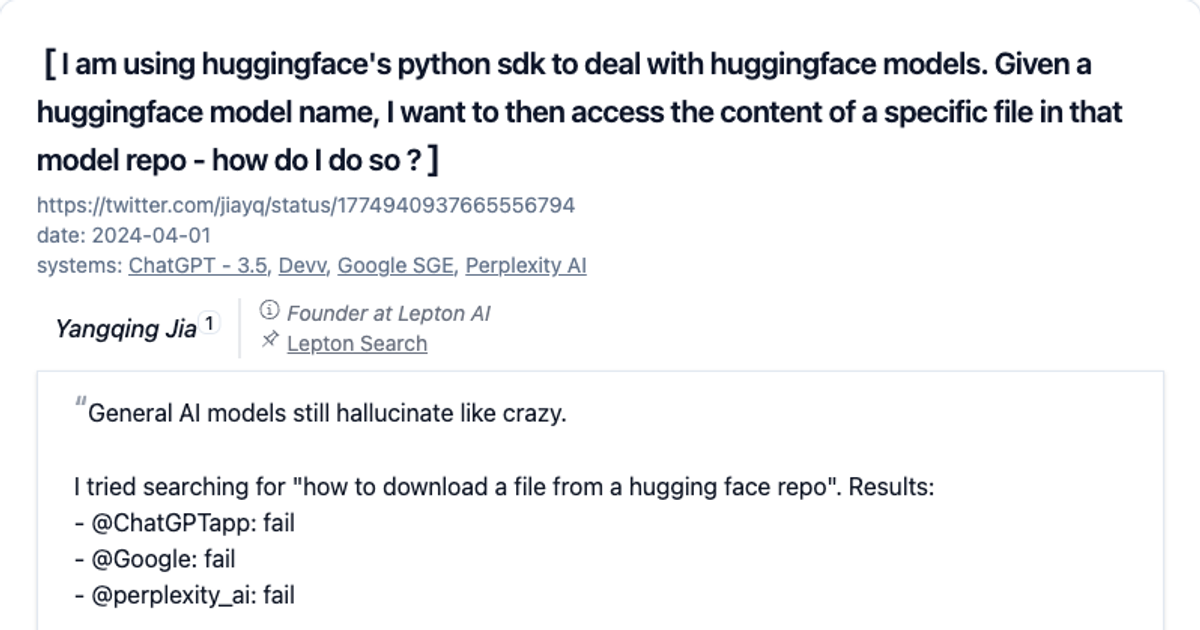 [I am using huggingface's python sdk to deal with huggingface models. Given a
huggingface model name, I want to then access the content of a specific file in that
model repo - how do I do so ?]
https://twitter.com/jiayq/status/1774940937665556794
date: 2024-04-01
systems: ChatGPT - 3.5, Devv, Google SGE, Perplexity AI
Yangqing Jia 1
Founder at Lepton AI
Lepton Search
"General AI models still hallucinate like crazy.
I tried searching for "how to download a file from a hugging face repo". Results:
- @ChatGPTapp: fail
- @Google: fail
- @perplexity_ai: fail